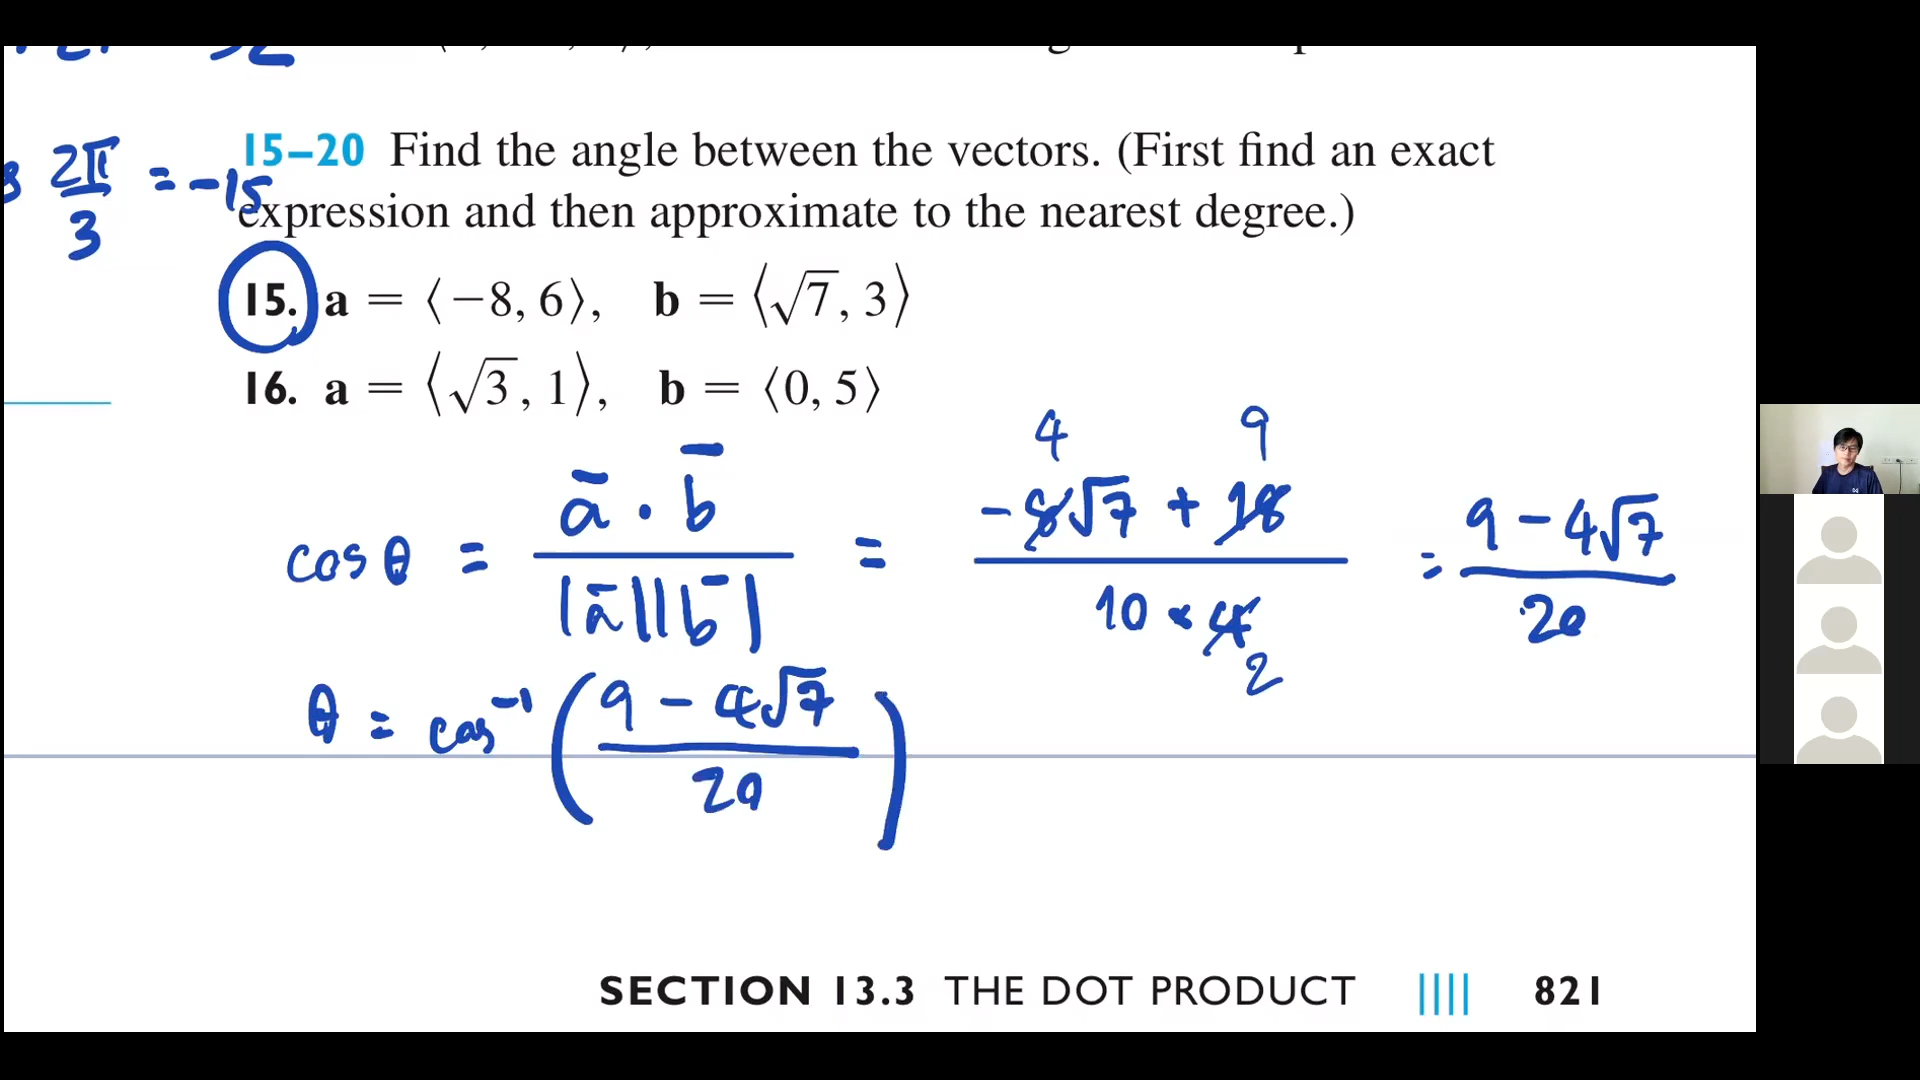 15–20 Find the angle between the vectors. (First find an exact
2π/3 = -15
expression and then approximate to the nearest degree.)
15. a = ⟨−8, 6⟩, b = ⟨√7, 3⟩
16. a = ⟨√3, 1⟩, b = ⟨0, 5⟩
4 9
cos θ = ā · b̄ / |ā||b̄| = -8√7 + 18 / 10 × 4 = 9 - 4√7 / 20
2
θ = cos⁻¹ ( 9 - 4√7 / 20 )
SECTION 13.3 THE DOT PRODUCT |||| 821